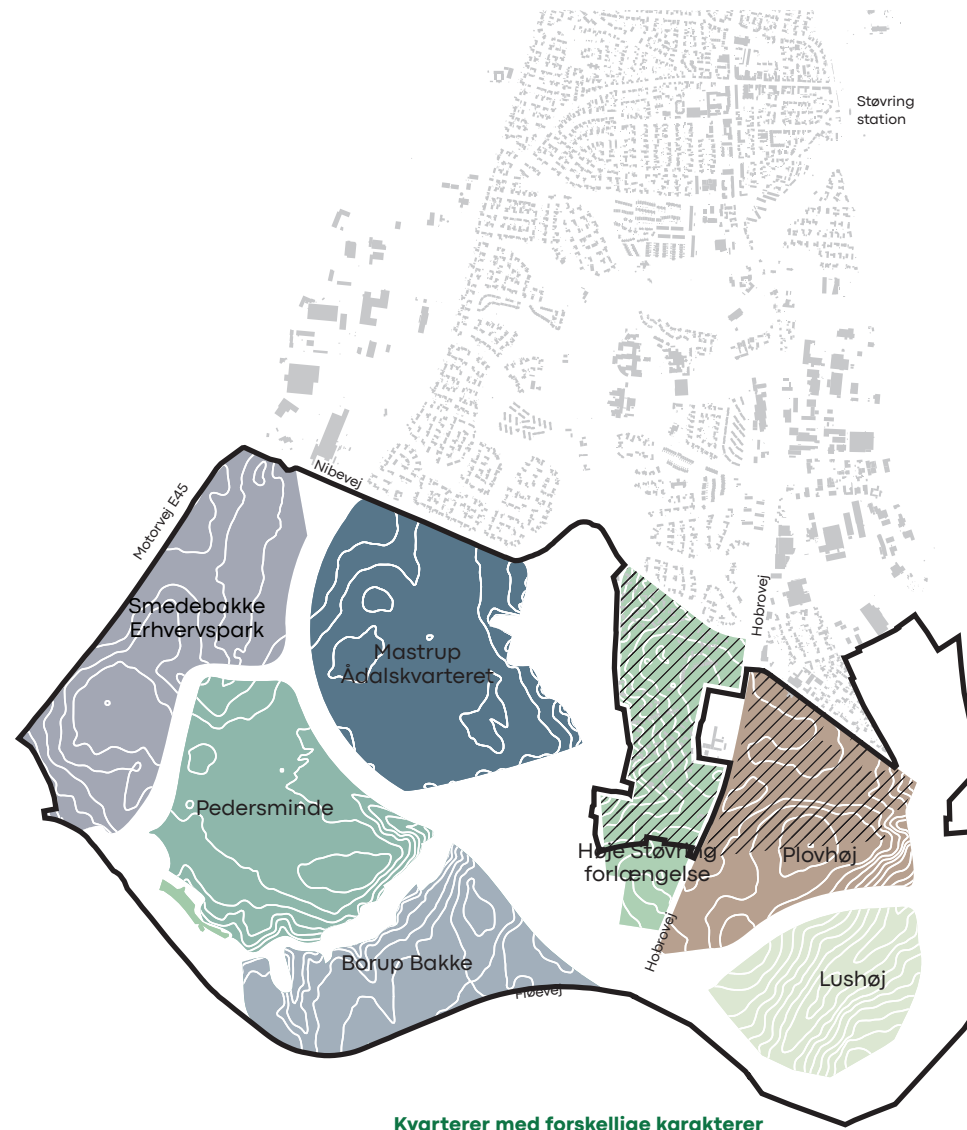 Støvring
station
Nibevej
Motorvej E45
Hobrovej
Smedebakke
Erhvervspark
Mastrup
Ådalskvarteret
Pedersminde
Høje Støvring
forlængelse
Plovhøj
Hobrovej
Borup Bakke
Lushøj
Fløevej
Kvarterer med forskellige karakterer